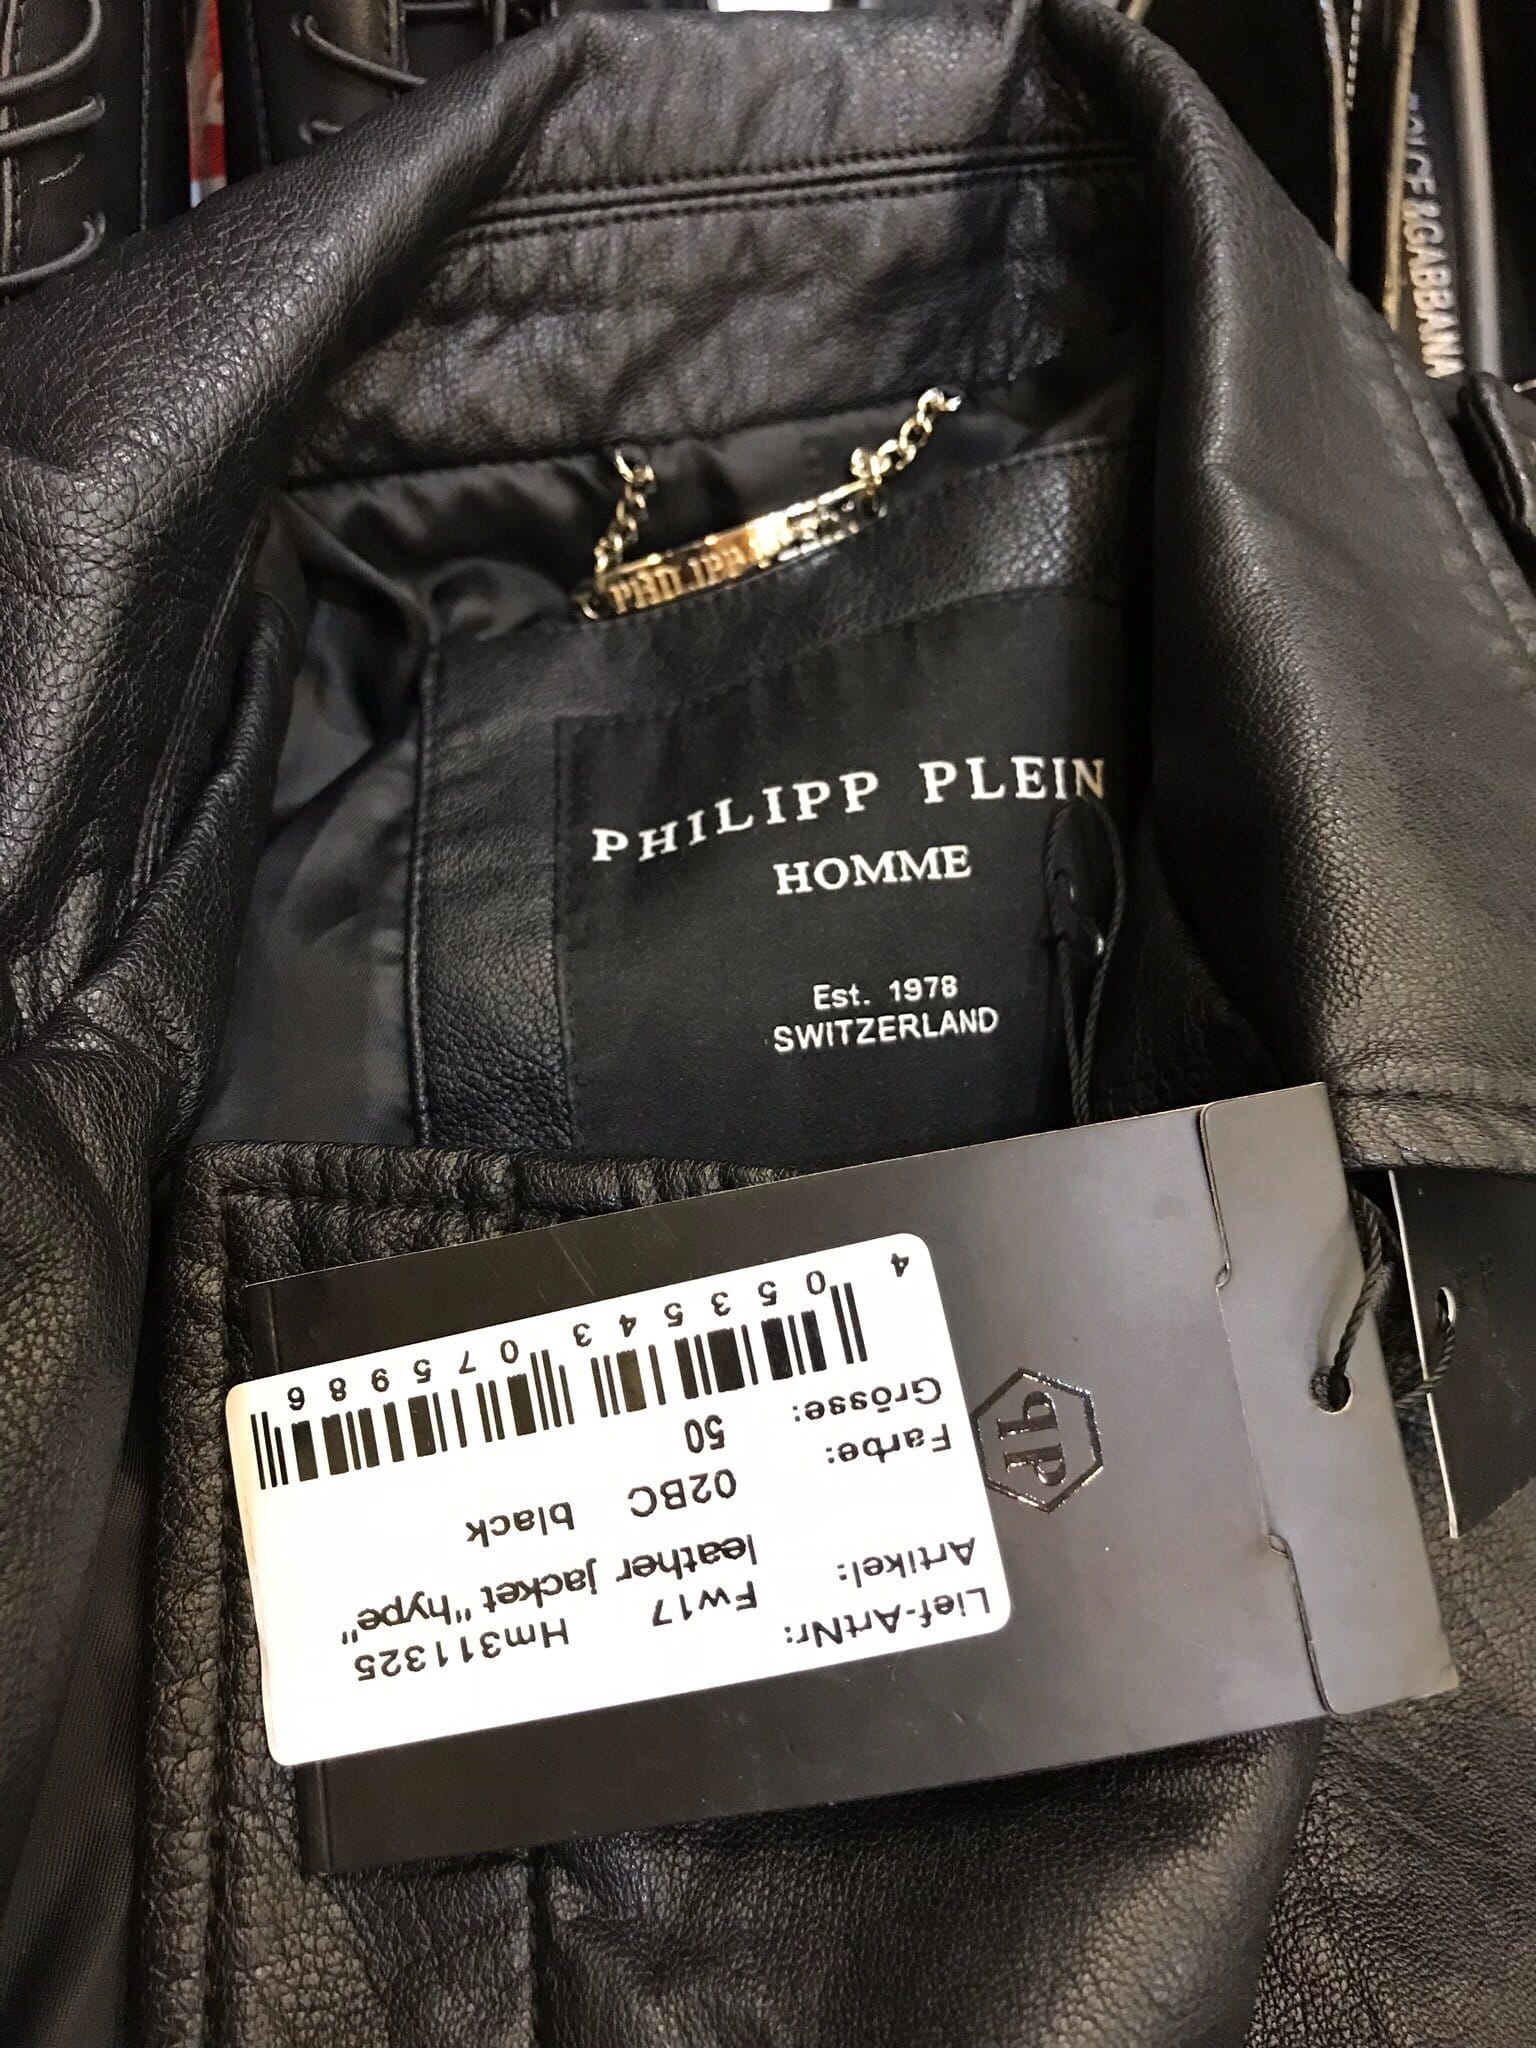 &GABBANA
PHILIPP
PHILIPP PLEIN
HOMME
Est. 1978
SWITZERLAND
Lief-ArtNr: Fw17 Hm311325
Artikel: leather jacket "hype"
Farbe: 02BC black
Grösse: 50
4 053543 075986